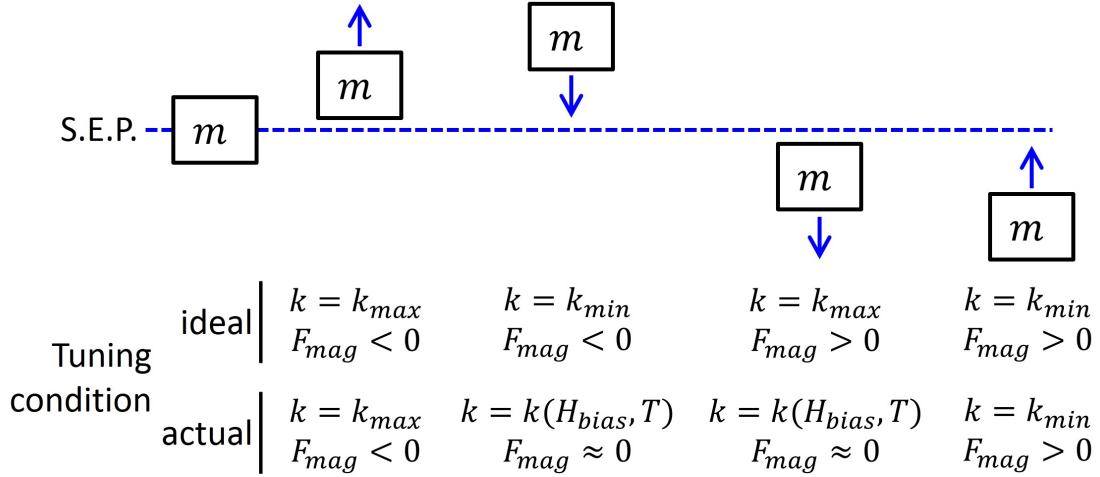 m
m
m
S.E.P.
m
m
ideal
k = k_max
k = k_min
k = k_max
k = k_min
F_mag < 0
F_mag < 0
F_mag > 0
F_mag > 0
Tuning
condition
actual
k = k_max
k = k(H_bias, T)
k = k(H_bias, T)
k = k_min
F_mag < 0
F_mag ≈ 0
F_mag ≈ 0
F_mag > 0